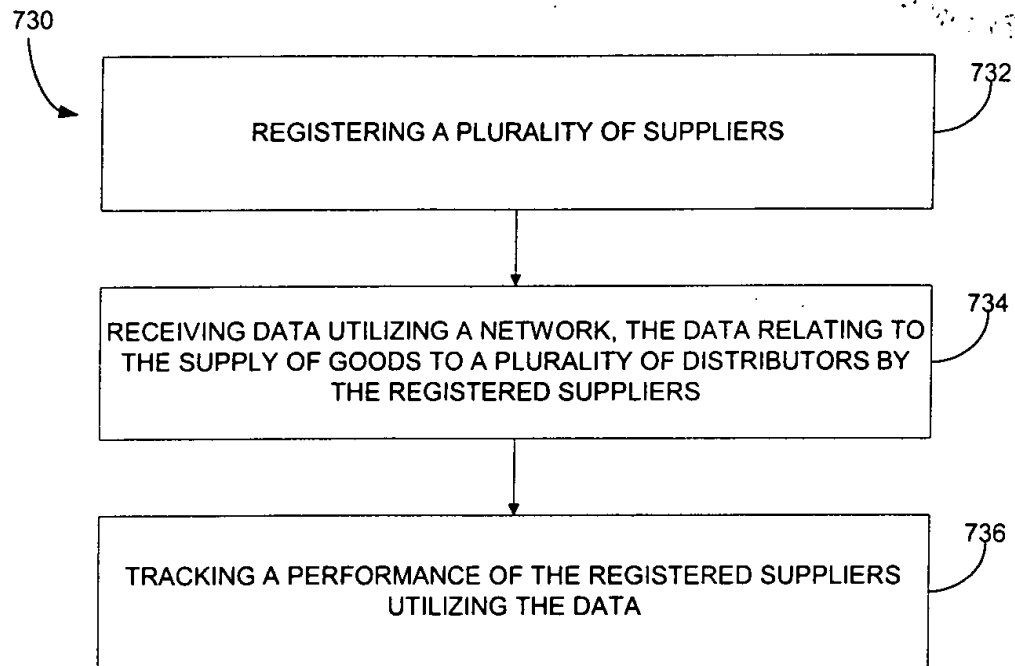 730
732
REGISTERING A PLURALITY OF SUPPLIERS
734
RECEIVING DATA UTILIZING A NETWORK, THE DATA RELATING TO
THE SUPPLY OF GOODS TO A PLURALITY OF DISTRIBUTORS BY
THE REGISTERED SUPPLIERS
736
TRACKING A PERFORMANCE OF THE REGISTERED SUPPLIERS
UTILIZING THE DATA